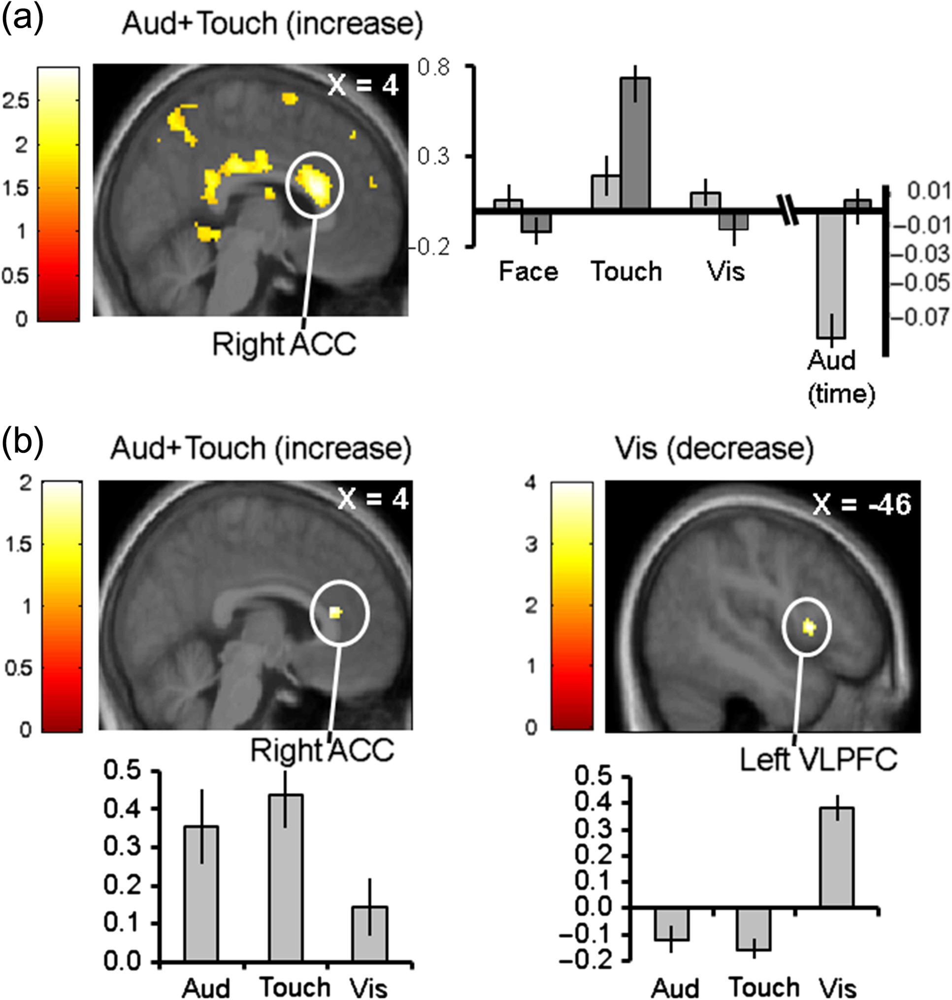 (a)
Aud+Touch (increase)
2.5
2
1.5
1
0.5
0
X = 4
Right ACC
0.8
0.3
-0.2
Face Touch Vis
0.01
−0.01
−0.03
−0.05
−0.07
Aud
(time)
(b)
Aud+Touch (increase)
2
1.5
1
0.5
0
X = 4
Right ACC
0.5
0.4
0.3
0.2
0.1
0.0
Aud Touch Vis
Vis (decrease)
4
3
2
1
0
X = -46
Left VLPFC
0.5
0.4
0.3
0.2
0.1
0.0
−0.1
−0.2
Aud Touch Vis